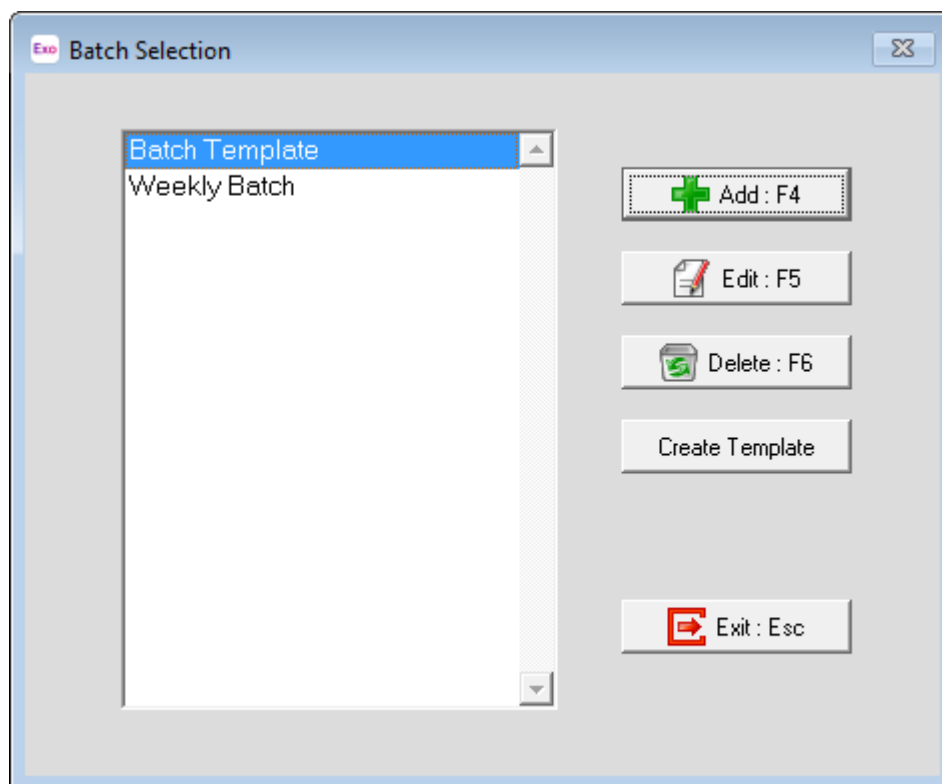 Exo Batch Selection
Batch Template
Weekly Batch
Add : F4
Edit : F5
Delete : F6
Create Template
Exit : Esc